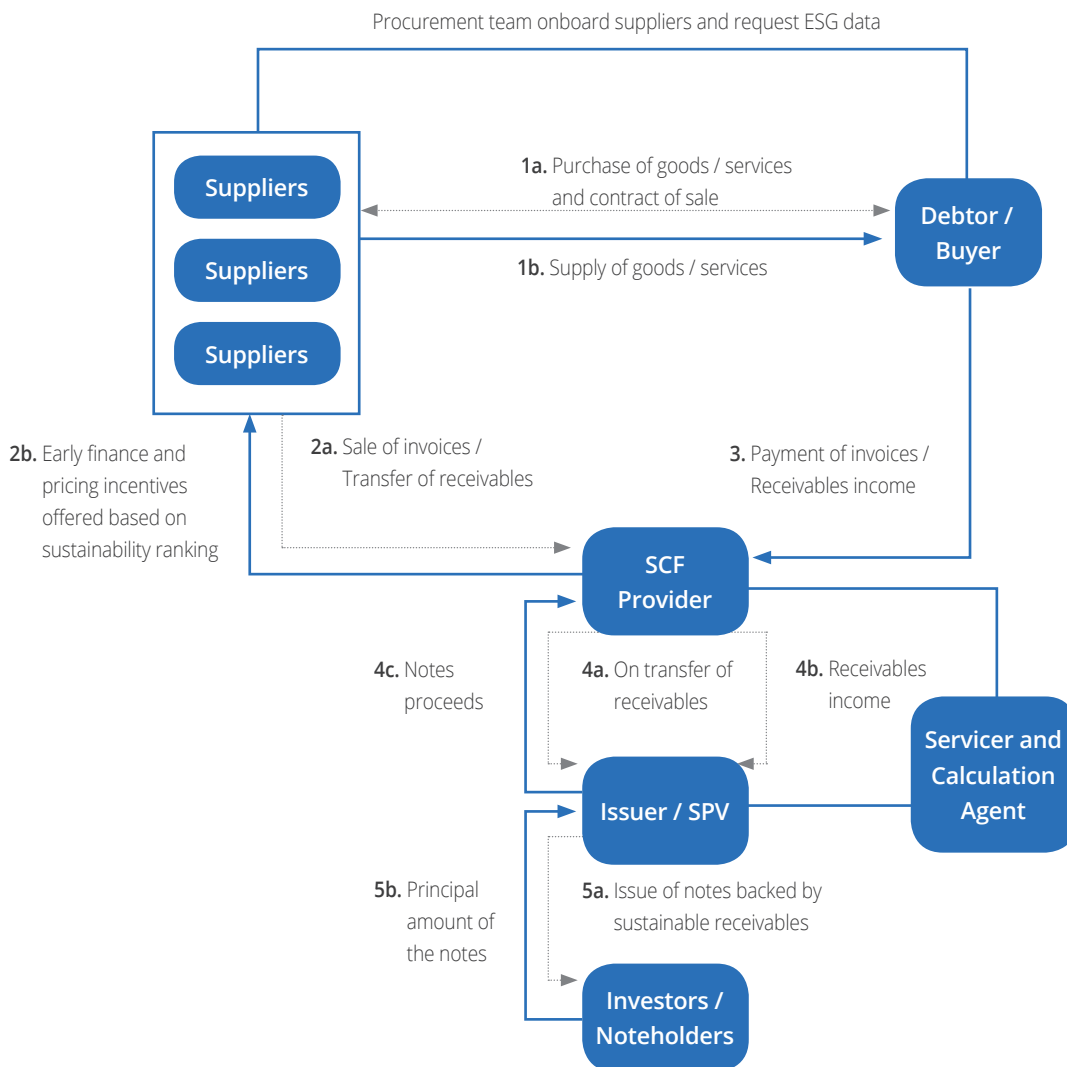 Procurement team onboard suppliers and request ESG data
Suppliers
Suppliers
Suppliers
1a. Purchase of goods / services
and contract of sale
1b. Supply of goods / services
Debtor /
Buyer
2b. Early finance and
pricing incentives
offered based on
sustainability ranking
2a. Sale of invoices /
Transfer of receivables
3. Payment of invoices /
Receivables income
SCF
Provider
4c. Notes
proceeds
4a. On transfer of
receivables
4b. Receivables
income
Servicer and
Calculation
Agent
Issuer / SPV
5b. Principal
amount of
the notes
5a. Issue of notes backed by
sustainable receivables
Investors /
Noteholders